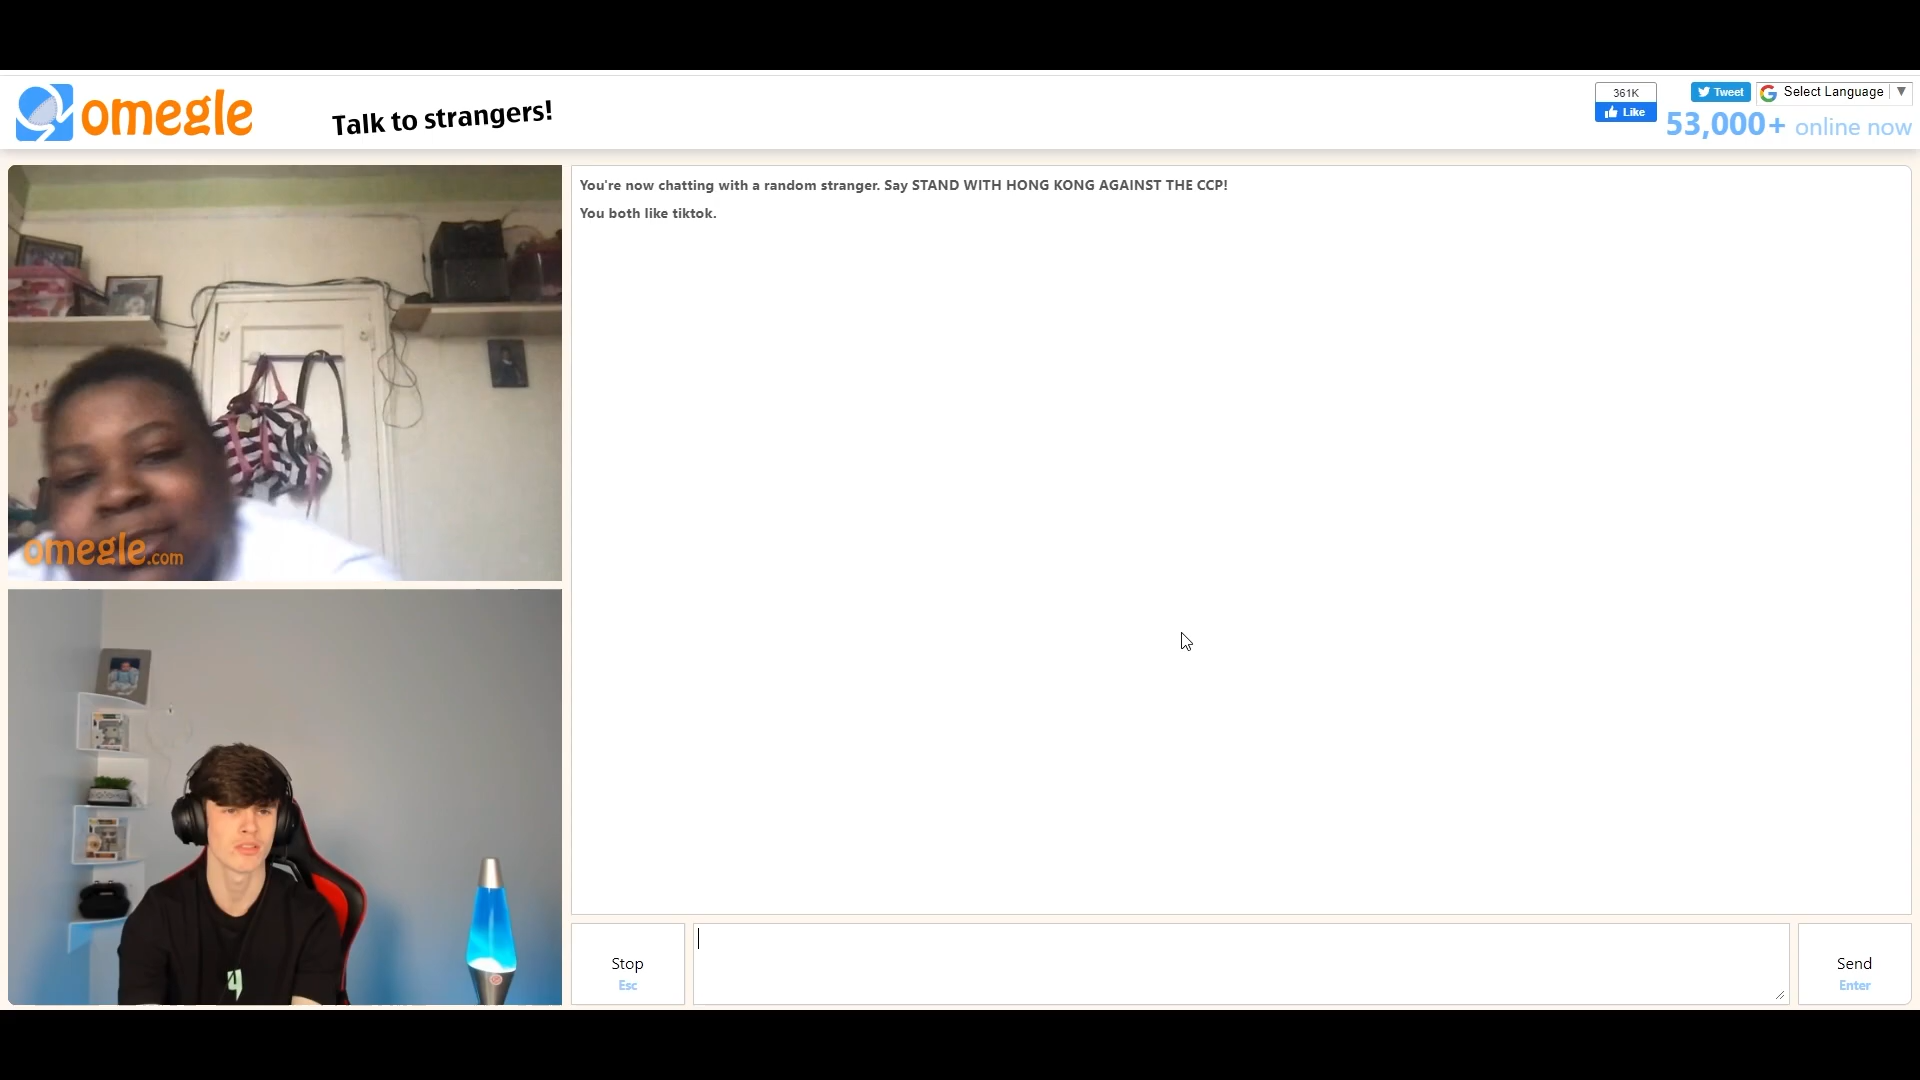 omegle
Talk to strangers!
361K
Like
Tweet
Select Language
53,000+ online now
You're now chatting with a random stranger. Say STAND WITH HONG KONG AGAINST THE CCP!
You both like tiktok.
omegle.com
Stop
Esc
Send
Enter